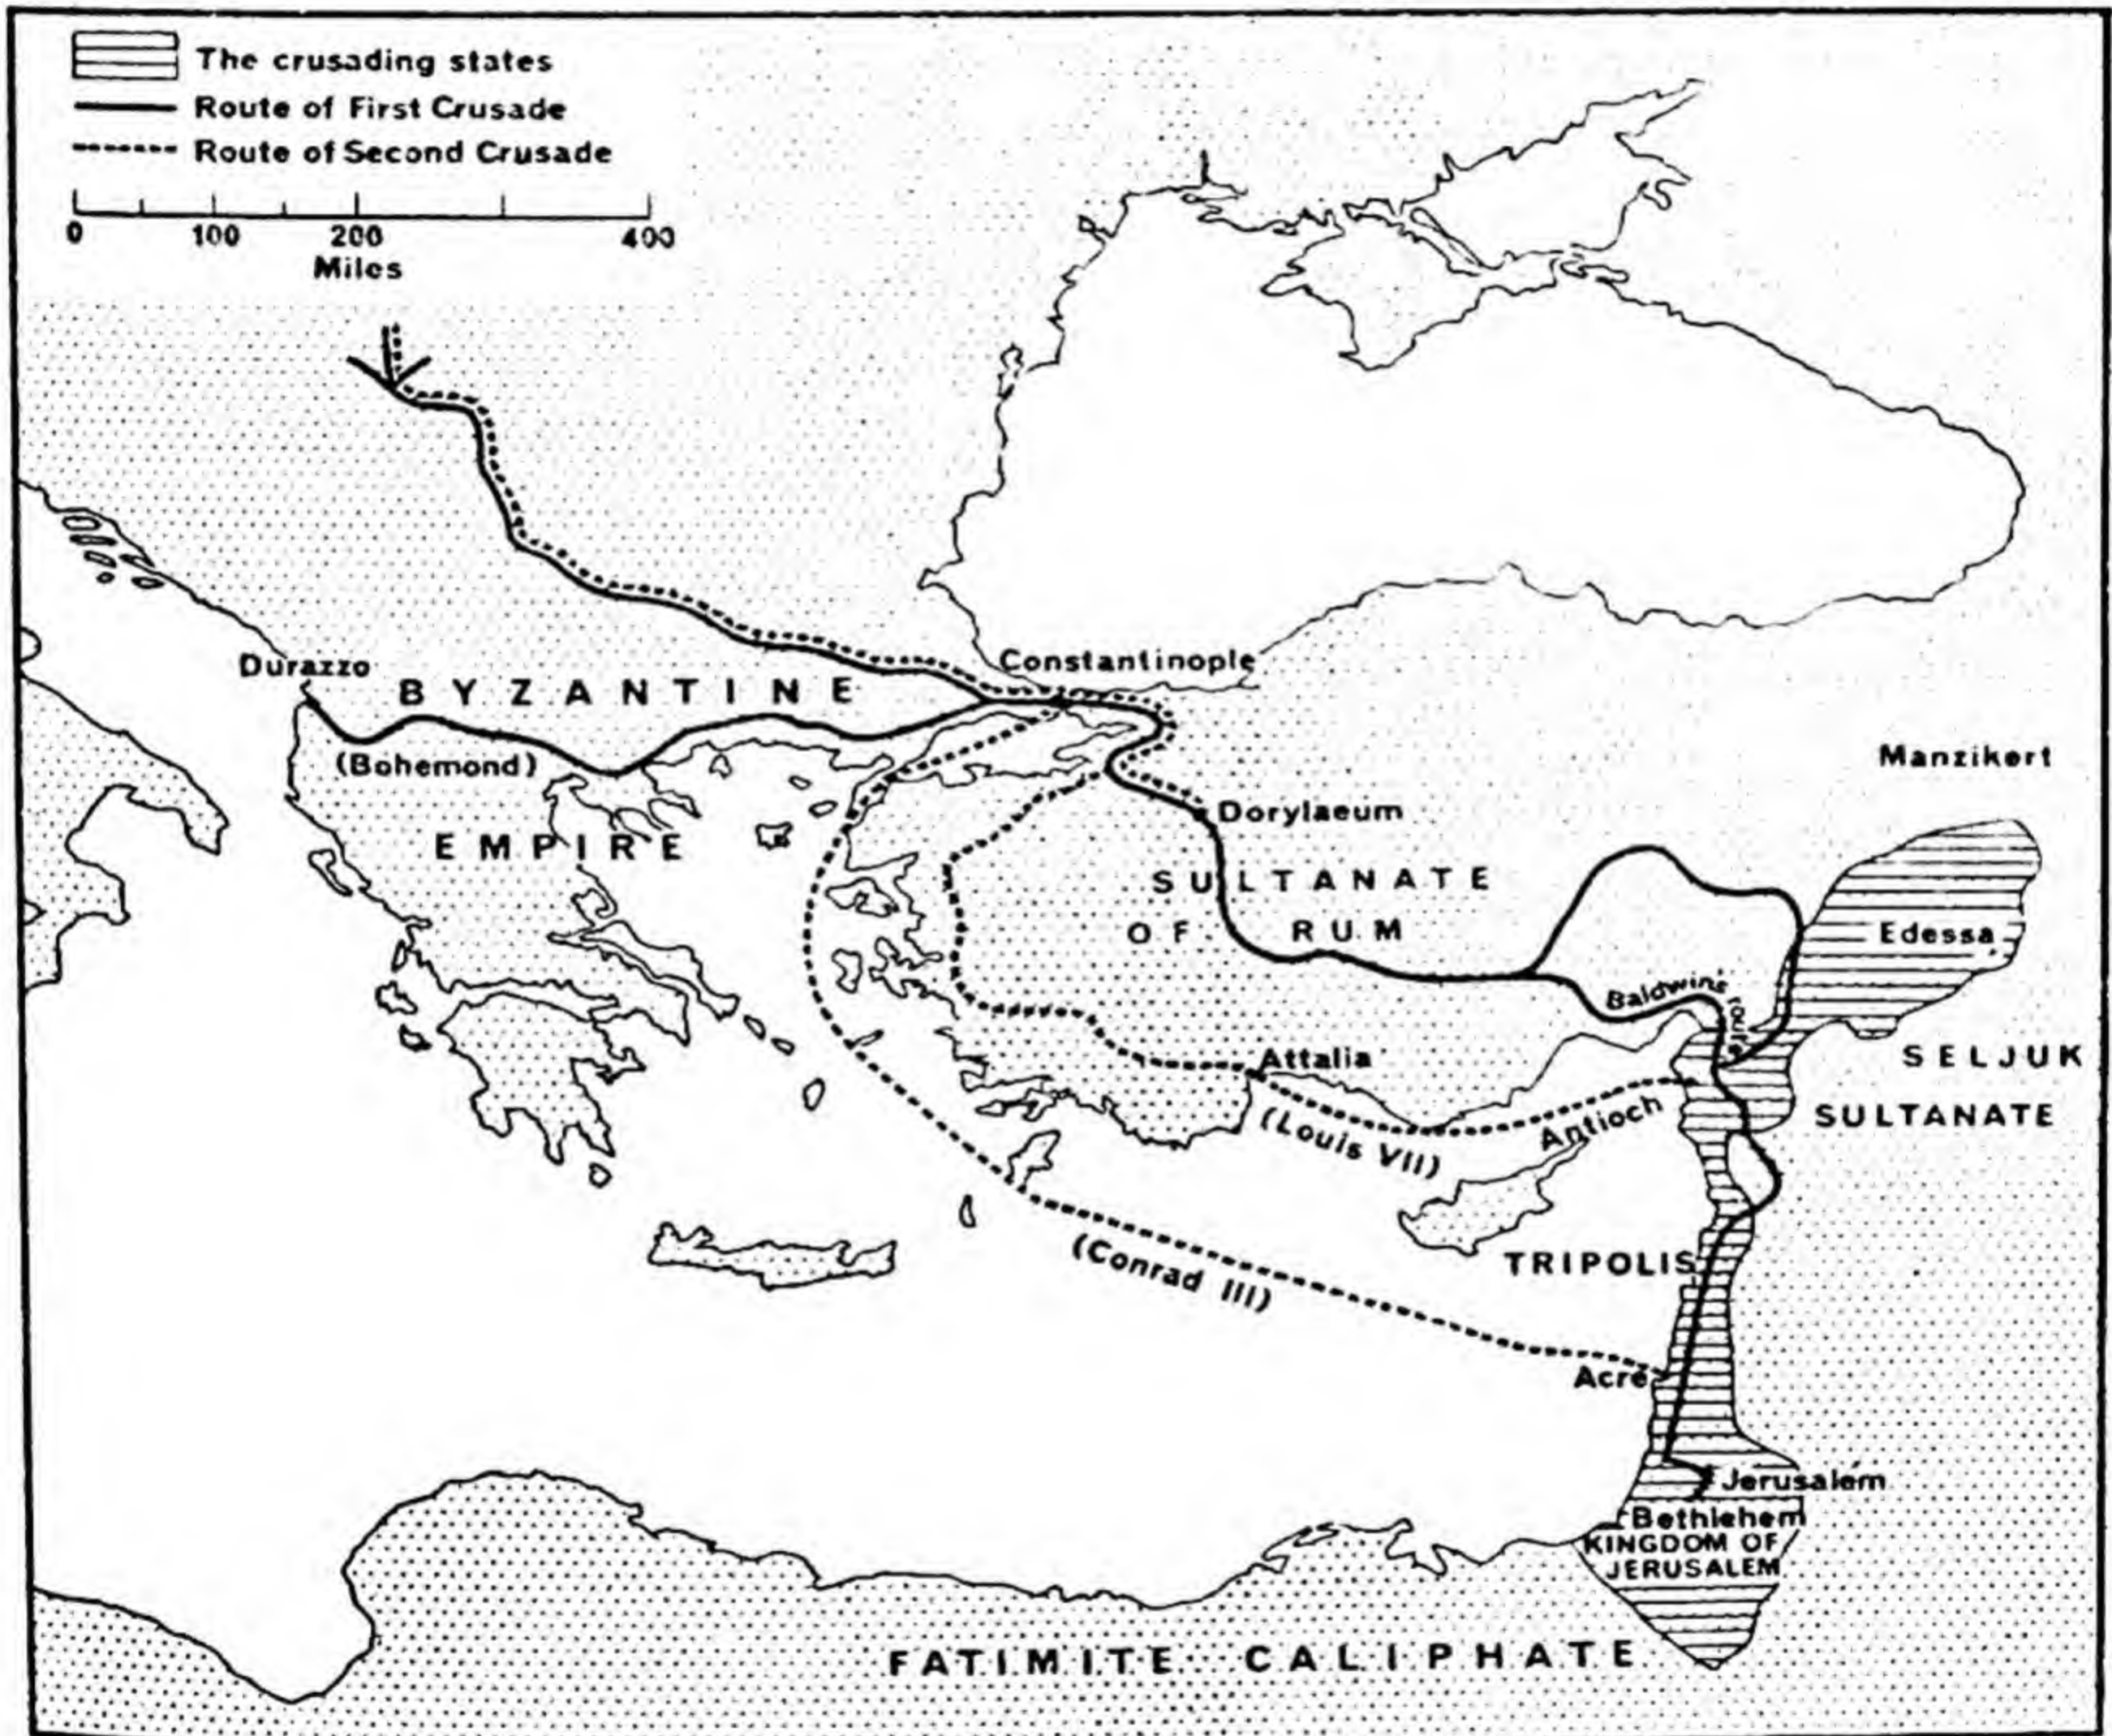 The crusading states
Route of First Crusade
Route of Second Crusade
0 100 200 400
Miles
Constantinople
Durazzo
BYZANTINE
(Bohemond)
EMPIRE
Manzikert
Dorylaeum
SULTANATE
OF RUM
Edessa
Baldwins route
Attalia
SELJUK
SULTANATE
(Louis VII)
Antioch
TRIPOLIS
(Conrad III)
Acre
Jerusalem
Bethlehem
KINGDOM OF
JERUSALEM
FATIMITE CALIPHATE